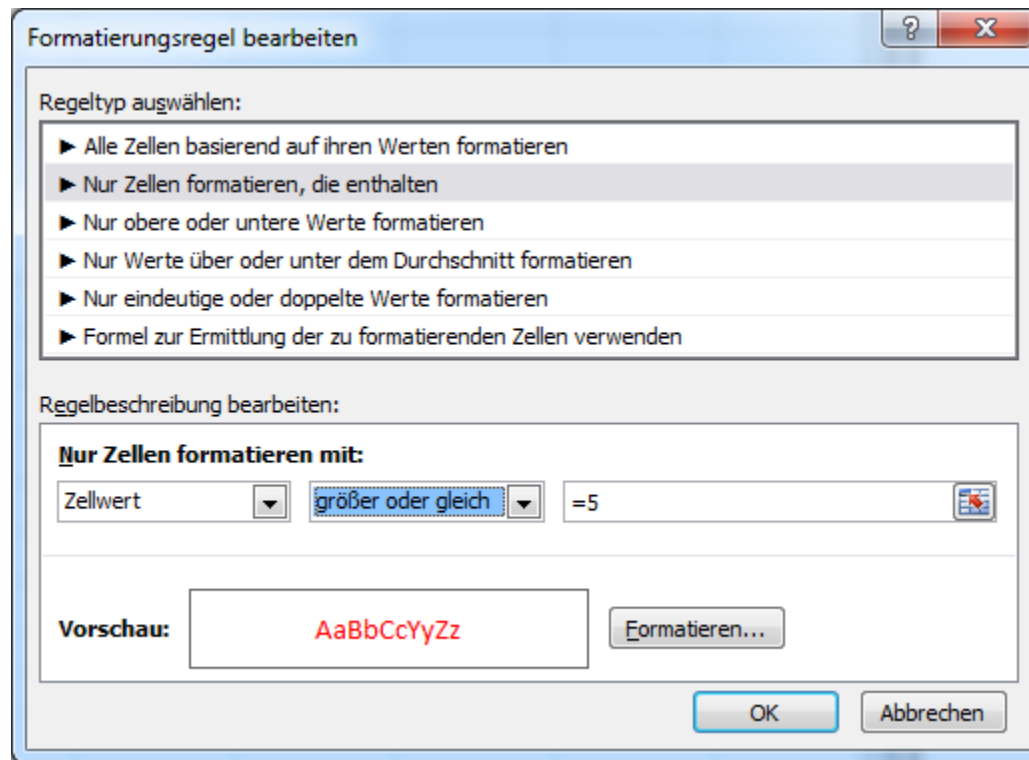 Formatierungsregel bearbeiten
Regeltyp auswählen:
► Alle Zellen basierend auf ihren Werten formatieren
► Nur Zellen formatieren, die enthalten
► Nur obere oder untere Werte formatieren
► Nur Werte über oder unter dem Durchschnitt formatieren
► Nur eindeutige oder doppelte Werte formatieren
► Formel zur Ermittlung der zu formatierenden Zellen verwenden
Regelbeschreibung bearbeiten:
Nur Zellen formatieren mit:
Zellwert größer oder gleich =5
Vorschau: AaBbCcYyZz Formatieren...
OK Abbrechen